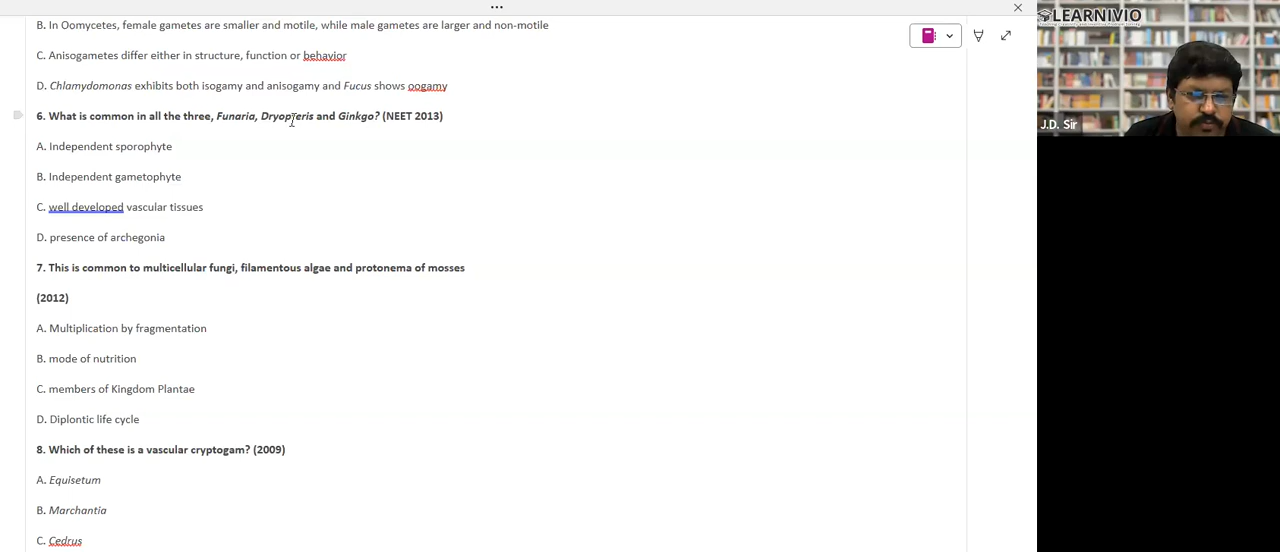 B. In Oomycetes, female gametes are smaller and motile, while male gametes are larger and non-motile
LEARNIVIO
C. Anisogametes differ either in structure, function or behavior
D. Chlamydomonas exhibits both isogamy and anisogamy and Fucus shows oogamy
6. What is common in all the three, Funaria, Dryopteris and Ginkgo? (NEET 2013)
J.D. Sir
A. Independent sporophyte
B. Independent gametophyte
C. well developed vascular tissues
D. presence of archegonia
7. This is common to multicellular fungi, filamentous algae and protonema of mosses
(2012)
A. Multiplication by fragmentation
B. mode of nutrition
C. members of Kingdom Plantae
D. Diplontic life cycle
8. Which of these is a vascular cryptogam? (2009)
A. Equisetum
B. Marchantia
C. Cedrus